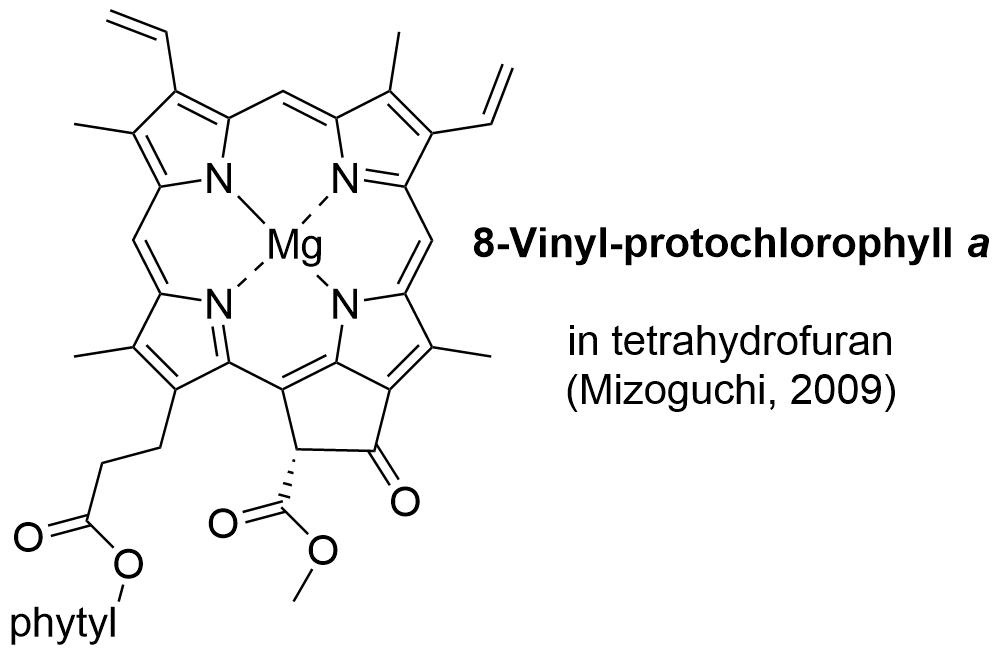 N
N
Mg
8-Vinyl-protochlorophyll a
N
N
in tetrahydrofuran
(Mizoguchi, 2009)
O
O
O
O
O
phytyl